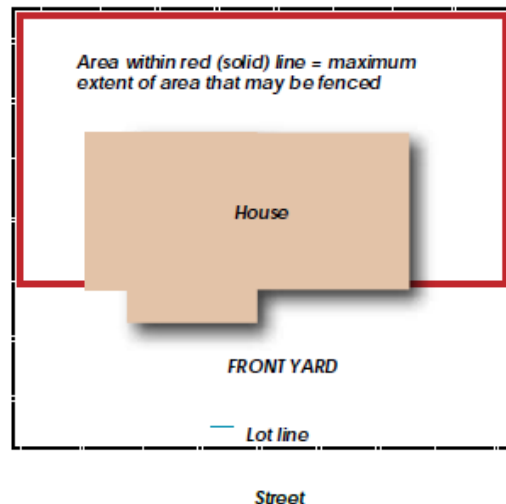 Area within red (solid) line = maximum
extent of area that may be fenced
House
FRONT YARD
Lot line
Street